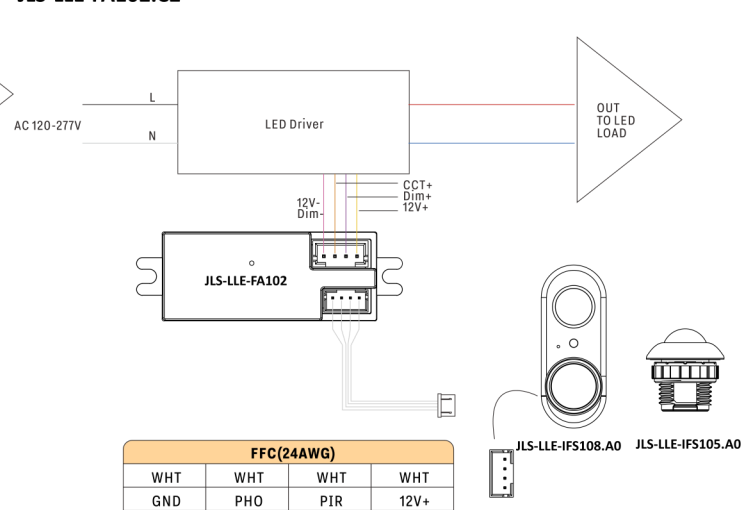 L
AC 120-277V
N
LED Driver
OUT
TO LED
LOAD
CCT+
Dim+
12V+
12V-
Dim-
JLS-LLE-FA102
JLS-LLE-IFS108.A0
JLS-LLE-IFS105.A0
FFC(24AWG)
WHT WHT WHT WHT
GND PHO PIR 12V+